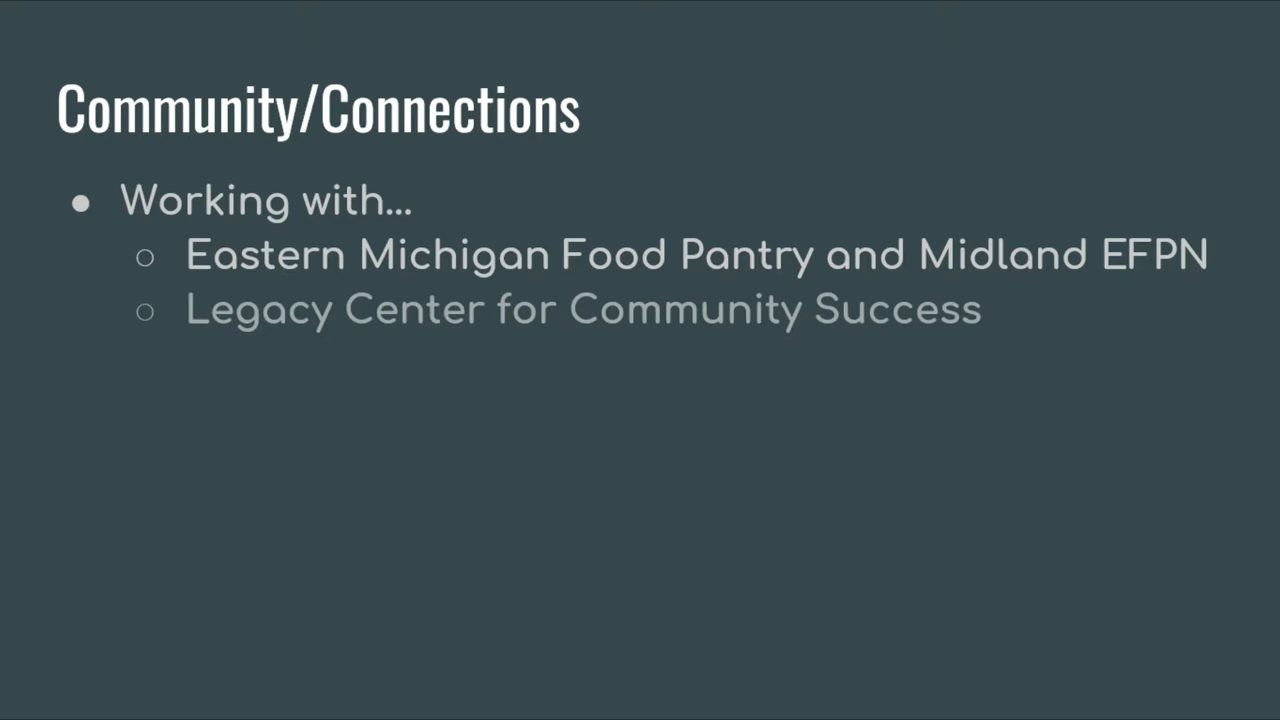 Community/Connections
● Working with...
○ Eastern Michigan Food Pantry and Midland EFPN
○ Legacy Center for Community Success